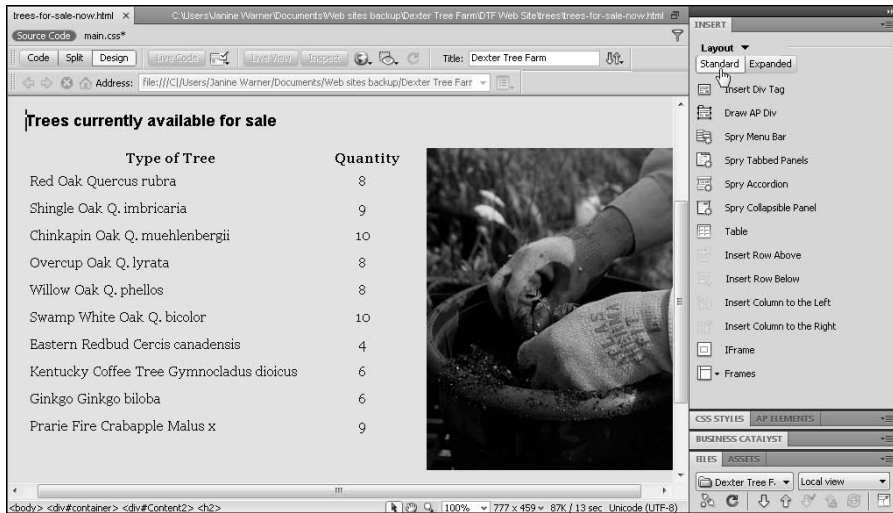 trees-for-sale-now.html × C:\Users\Janine Warner\Documents\Web sites backup\Dexter Tree Farm\DTF Web Site\trees\trees-for-sale-now.html
Source Code main.css*
Code Split Design Live Code Live View Inspect Title: Dexter Tree Farm
Address: file:///C|/Users/Janine Warner/Documents/Web sites backup/Dexter Tree Farr
Trees currently available for sale
Type of Tree Quantity
Red Oak Quercus rubra 8
Shingle Oak Q. imbricaria 9
Chinkapin Oak Q. muehlenbergii 10
Overcup Oak Q. lyrata 8
Willow Oak Q. phellos 8
Swamp White Oak Q. bicolor 10
Eastern Redbud Cercis canadensis 4
Kentucky Coffee Tree Gymnocladus dioicus 6
Ginkgo Ginkgo biloba 6
Prarie Fire Crabapple Malus x 9
<body> <div#container> <div#Content2> <h2> 100% 777 x 459 87K / 13 sec Unicode (UTF-8)
INSERT
Layout
Standard Expanded
Insert Div Tag
Draw AP Div
Spry Menu Bar
Spry Tabbed Panels
Spry Accordion
Spry Collapsible Panel
Table
Insert Row Above
Insert Row Below
Insert Column to the Left
Insert Column to the Right
IFrame
Frames
CSS STYLES AP ELEMENTS
BUSINESS CATALYST
FILES ASSETS
Dexter Tree F. Local view